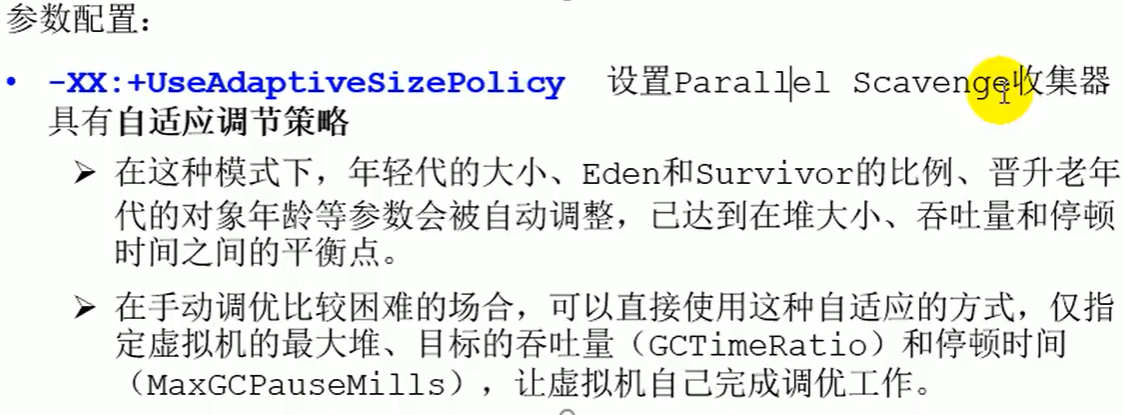 参数配置：
• -XX:+UseAdaptiveSizePolicy 设置Parallel Scavenge收集器
具有自适应调节策略
➢ 在这种模式下，年轻代的大小、Eden和Survivor的比例、晋升老年
代的对象年龄等参数会被自动调整，已达到在堆大小、吞吐量和停顿
时间之间的平衡点。
➢ 在手动调优比较困难的场合，可以直接使用这种自适应的方式，仅指
定虚拟机的最大堆、目标的吞吐量（GCTimeRatio）和停顿时间
（MaxGCPauseMills），让虚拟机自己完成调优工作。